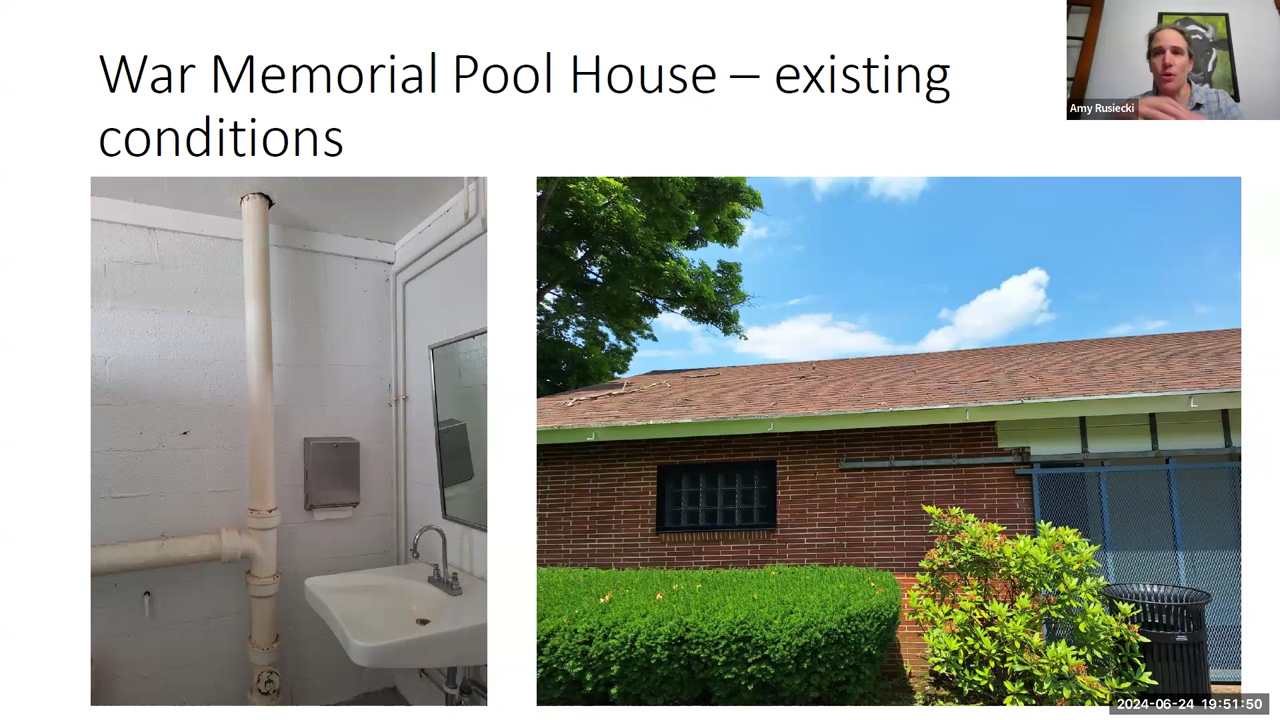 War Memorial Pool House – existing
conditions
Amy Rusiecki
2024-06-24 19:51:50